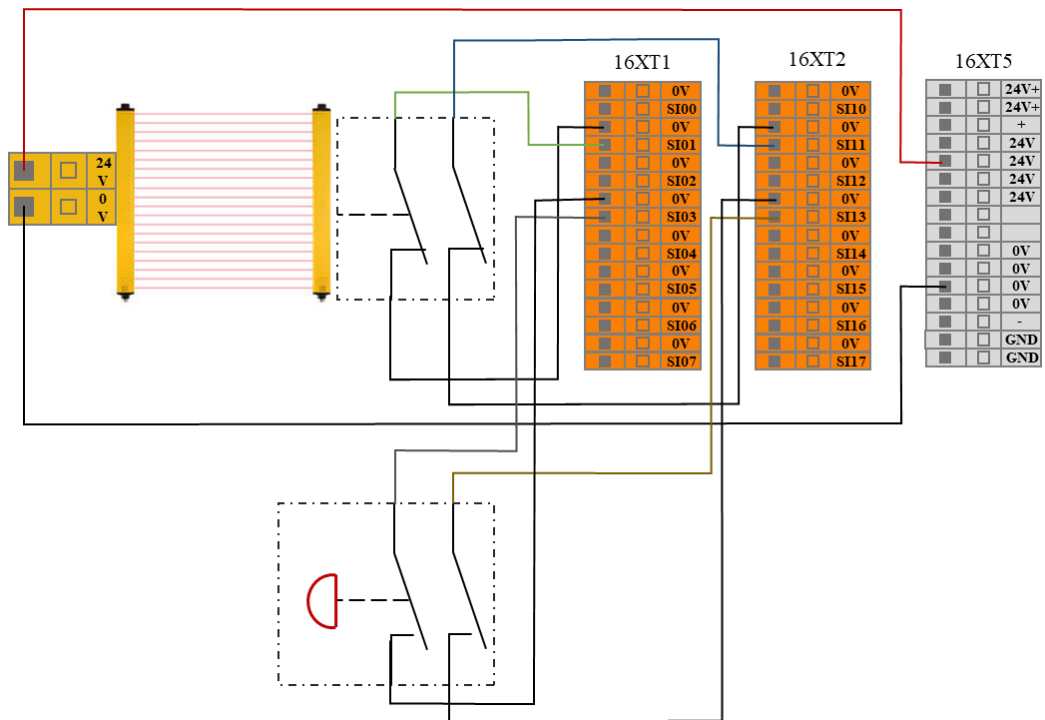 16XT1
16XT2
16XT5
24
V
0
V
0V
SI00
0V
SI01
0V
SI02
0V
SI03
0V
SI04
0V
SI05
0V
SI06
0V
SI07
0V
SI10
0V
SI11
0V
SI12
0V
SI13
0V
SI14
0V
SI15
0V
SI16
0V
SI17
24V+
24V+
+
24V
24V
24V
24V
0V
0V
0V
0V
-
GND
GND